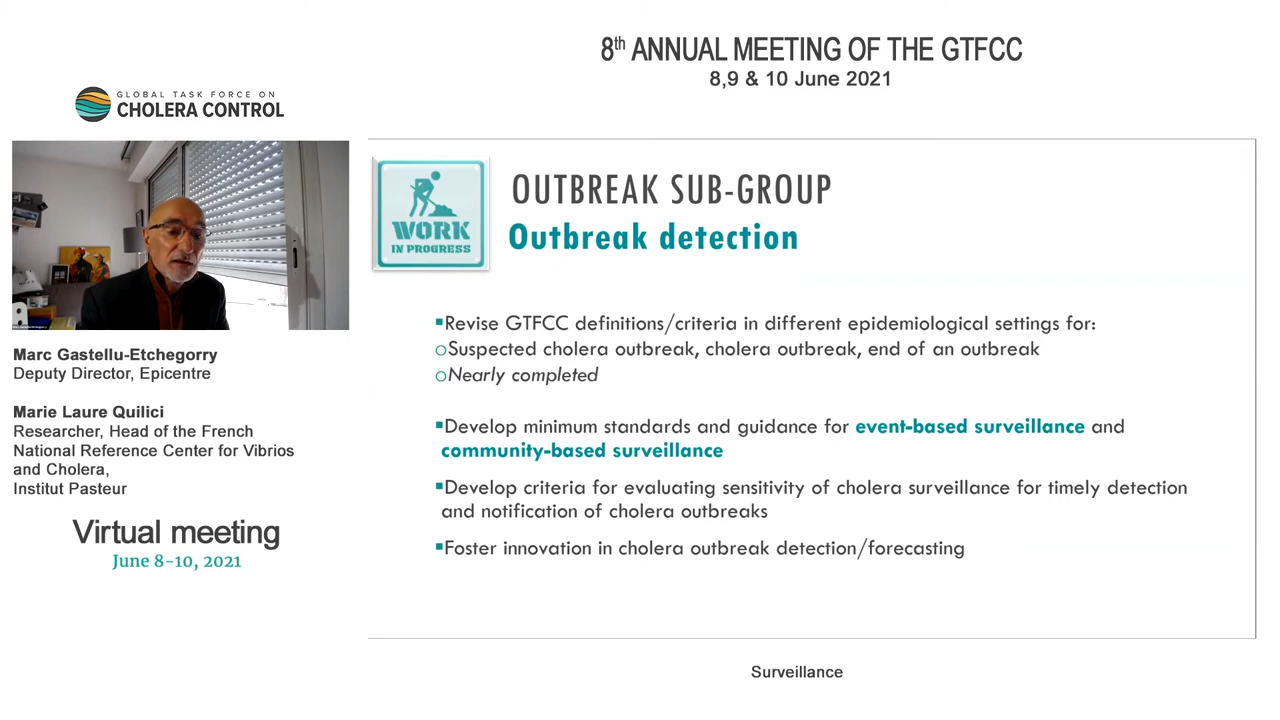 8th ANNUAL MEETING OF THE GTFCC
8,9 & 10 June 2021
GLOBAL TASK FORCE ON
CHOLERA CONTROL
Marc Gastellu-Etchegorry
Deputy Director, Epicentre
Marie Laure Quilici
Researcher, Head of the French
National Reference Center for Vibrios
and Cholera,
Institut Pasteur
Virtual meeting
June 8-10, 2021
WORK
IN PROGRESS
OUTBREAK SUB-GROUP
Outbreak detection
▪Revise GTFCC definitions/criteria in different epidemiological settings for:
oSuspected cholera outbreak, cholera outbreak, end of an outbreak
oNearly completed
▪Develop minimum standards and guidance for event-based surveillance and
community-based surveillance
▪Develop criteria for evaluating sensitivity of cholera surveillance for timely detection
and notification of cholera outbreaks
▪Foster innovation in cholera outbreak detection/forecasting
Surveillance